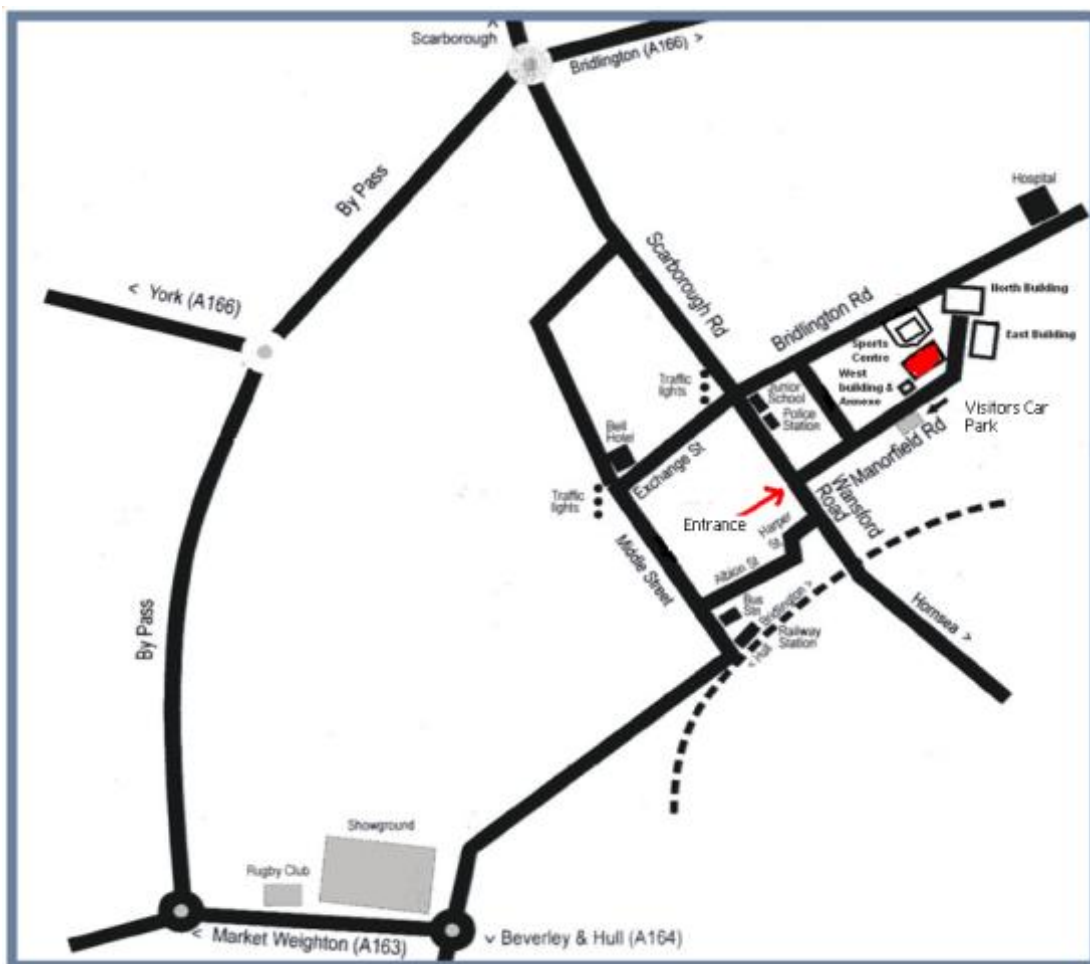 Scarborough
Bridlington (A166) >
By Pass
Hospital
Scarborough Rd
< York (A166)
Bridlington Rd
North Building
East Building
Sports
Centre
West
building &
Annexe
Traffic
lights
Junior
School
Police
Station
Visitors Car
Park
Manorfield Rd
Bell
Hotel
Exchange St
Traffic
lights
Wansford
Road
Entrance
Harper
St
Middle Street
Albion St
Bus
Stn
Bridlington >
Railway
Station
< Hull
Hornsea >
By Pass
Showground
Rugby Club
< Market Weighton (A163)
v Beverley & Hull (A164)